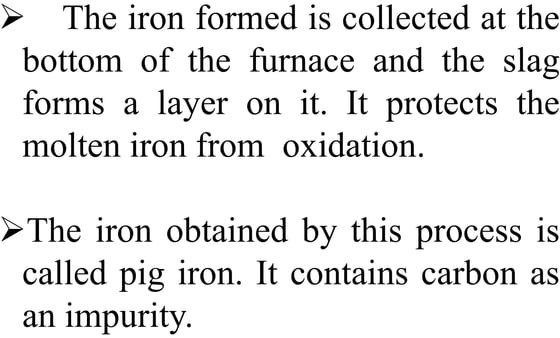 ➢ The iron formed is collected at the
bottom of the furnace and the slag
forms a layer on it. It protects the
molten iron from oxidation.
➢The iron obtained by this process is
called pig iron. It contains carbon as
an impurity.